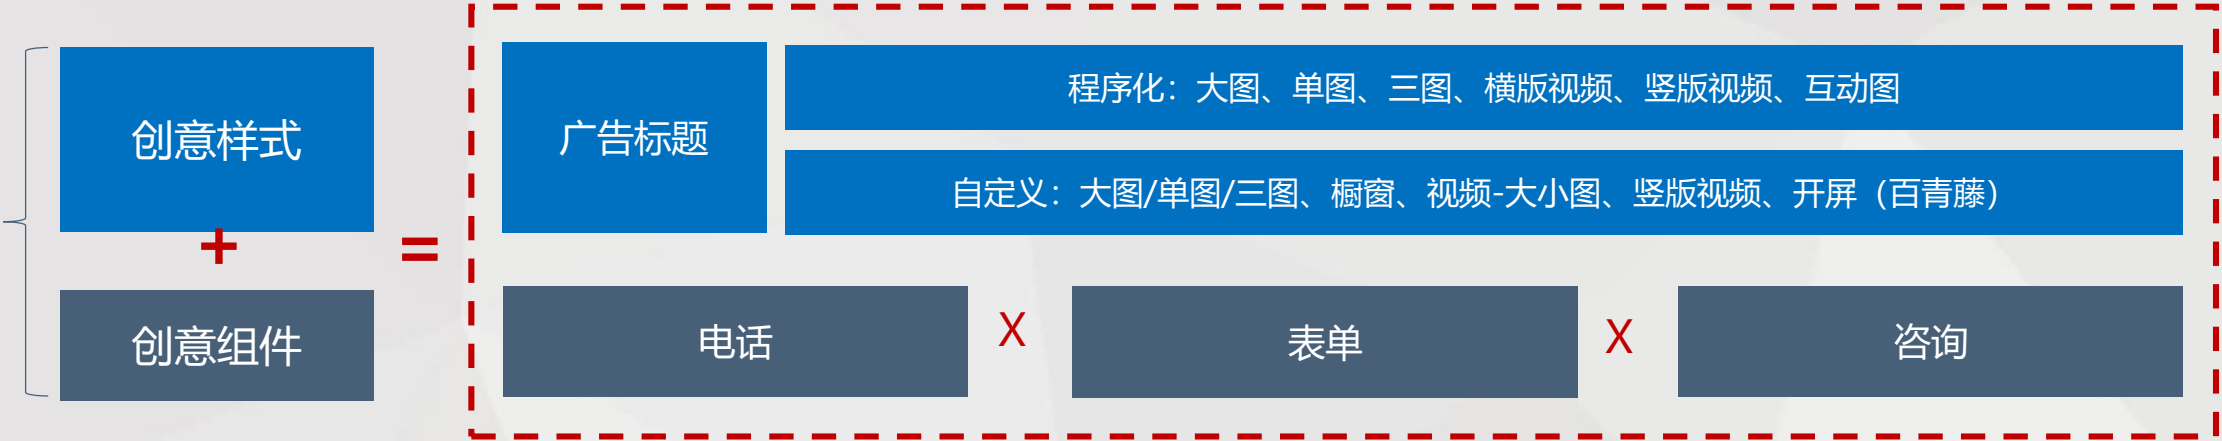 创意样式
+
创意组件
=
广告标题
程序化：大图、单图、三图、横版视频、竖版视频、互动图
自定义：大图/单图/三图、橱窗、视频-大小图、竖版视频、开屏（百青藤）
电话
X
表单
X
咨询